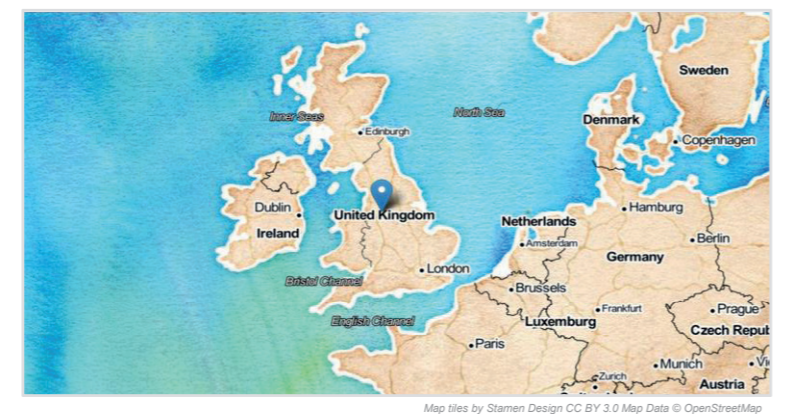 Sweden
Inner Seas
North Sea
Denmark
Edinburgh
Copenhagen
Dublin
United Kingdom
Hamburg
Ireland
Netherlands
Amsterdam
Berlin
London
Germany
Bristol Channel
Brussels
Frankfurt
Prague
English Channel
Luxemburg
Czech Repub
Paris
Munich
Vi
Zurich
Austria
Map tiles by Stamen Design CC BY 3.0 Map Data © OpenStreetMap